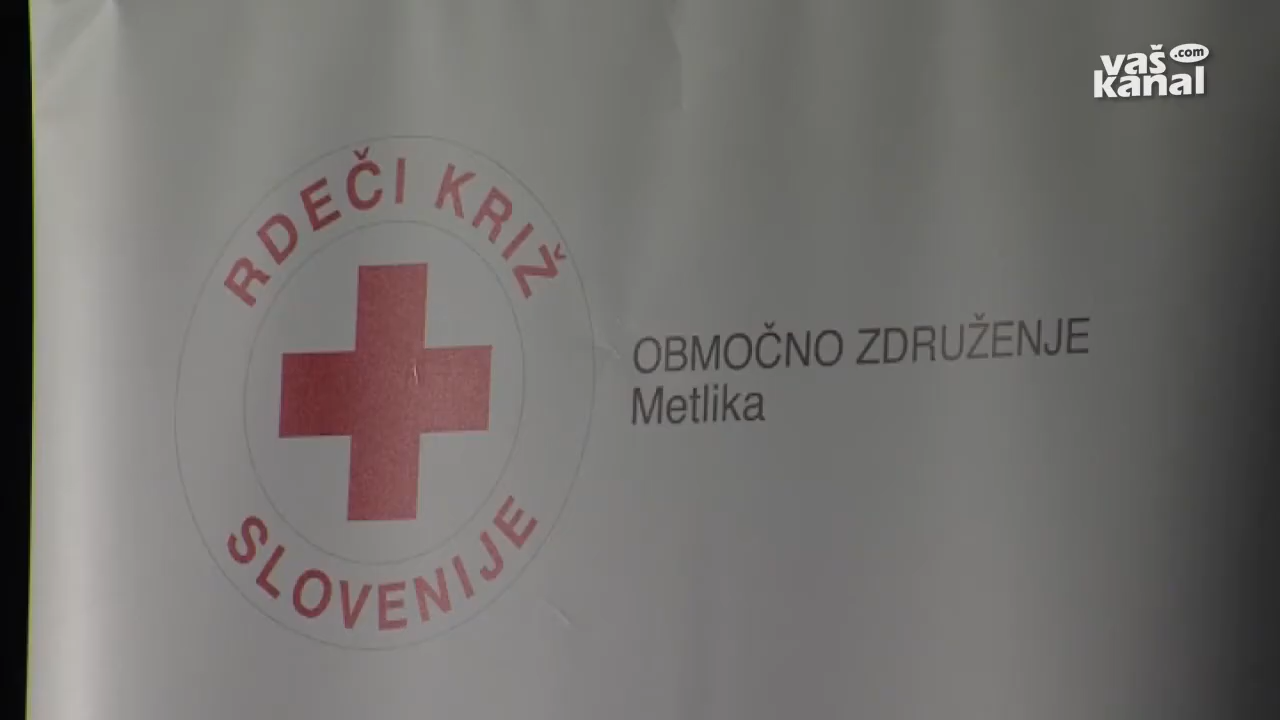 vaš
.com
kanal
RDEČI KRIŽ
SLOVENIJE
OBMOČNO ZDRUŽENJE
Metlika